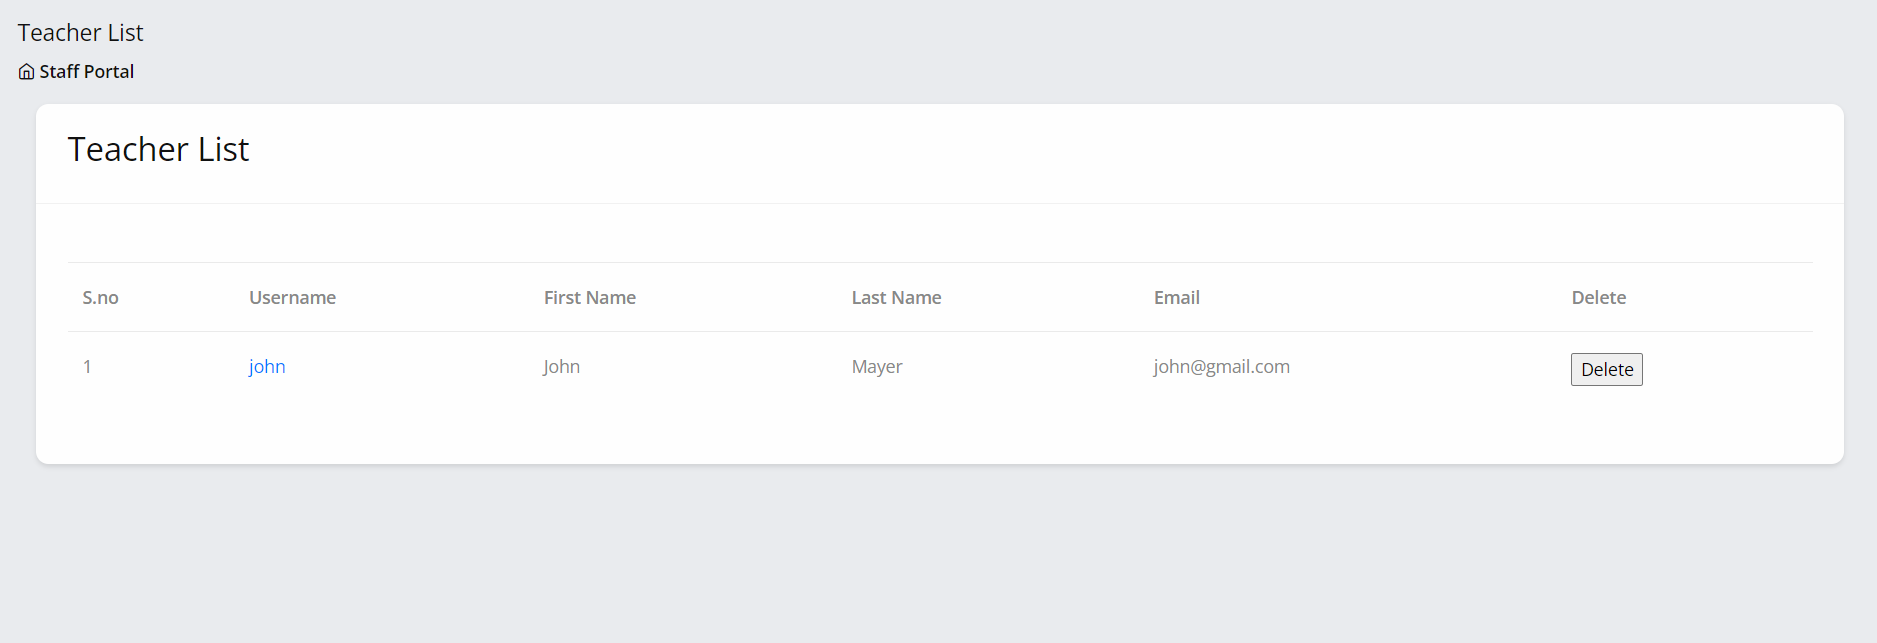 Teacher List
Staff Portal
Teacher List
S.no Username First Name Last Name Email Delete
1 john John Mayer john@gmail.com Delete